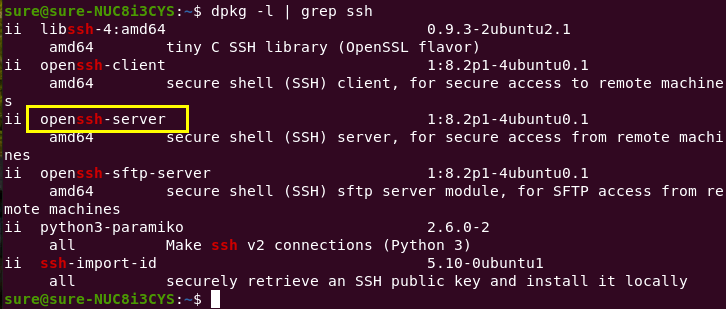 sure@sure-NUC8i3CYS:~$ dpkg -l | grep ssh
ii  libssh-4:amd64                             0.9.3-2ubuntu2.1
     amd64        tiny C SSH library (OpenSSL flavor)
ii  openssh-client                             1:8.2p1-4ubuntu0.1
     amd64        secure shell (SSH) client, for secure access to remote machine
s
ii  openssh-server                             1:8.2p1-4ubuntu0.1
     amd64        secure shell (SSH) server, for secure access from remote machi
nes
ii  openssh-sftp-server                        1:8.2p1-4ubuntu0.1
     amd64        secure shell (SSH) sftp server module, for SFTP access from re
mote machines
ii  python3-paramiko                           2.6.0-2
     all          Make ssh v2 connections (Python 3)
ii  ssh-import-id                              5.10-0ubuntu1
     all          securely retrieve an SSH public key and install it locally
sure@sure-NUC8i3CYS:~$